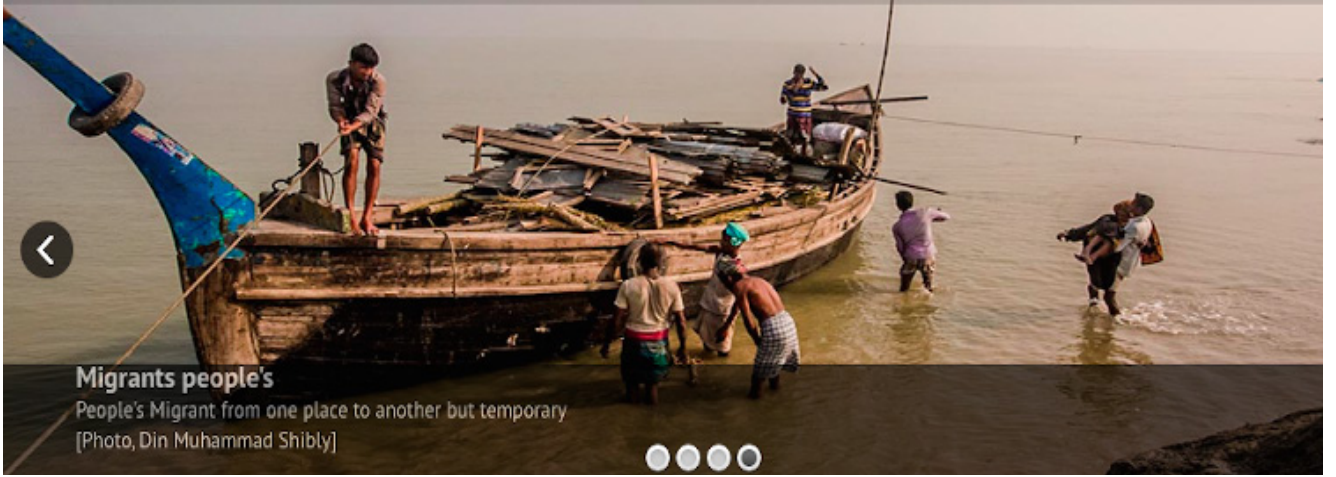 Migrants people's
People's Migrant from one place to another but temporary
[Photo, Din Muhammad Shibly]